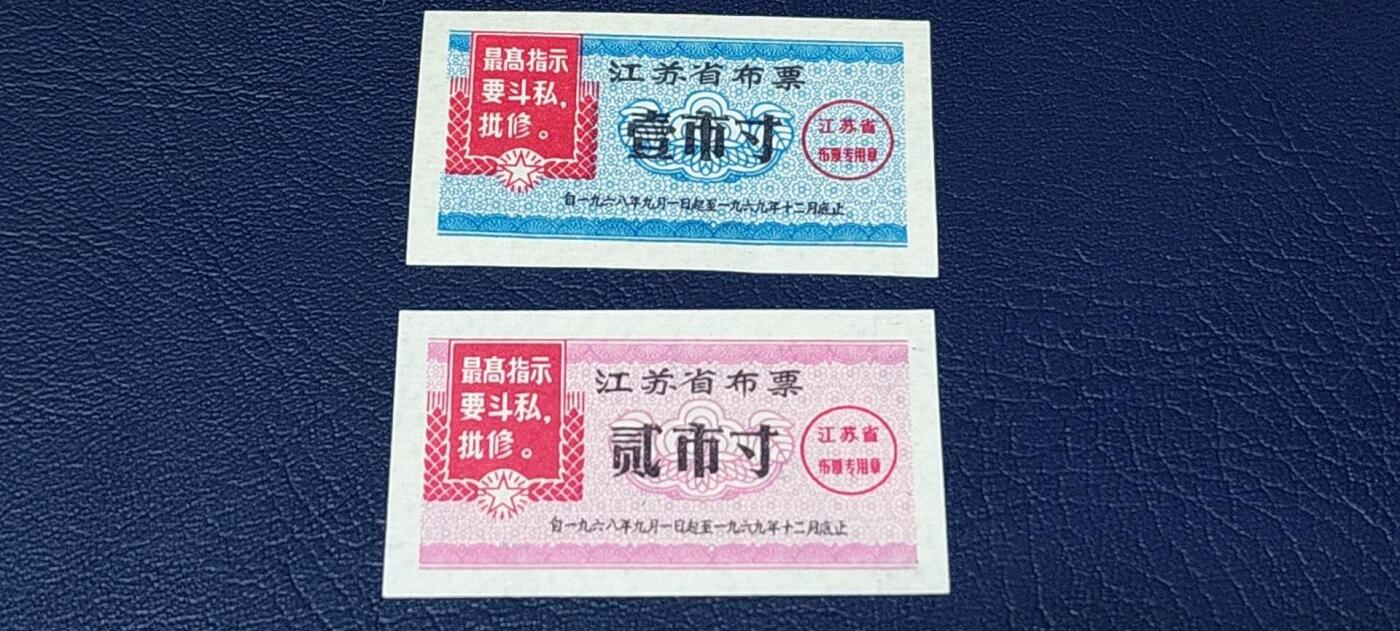 最高指示
要斗私，
批修。
江苏省布票
壹市寸
江苏省
布票专用章
自一九六八年九月一日起至一九六九年十二月底止
最高指示
要斗私，
批修。
江苏省布票
贰市寸
江苏省
布票专用章
自一九六八年九月一日起至一九六九年十二月底止